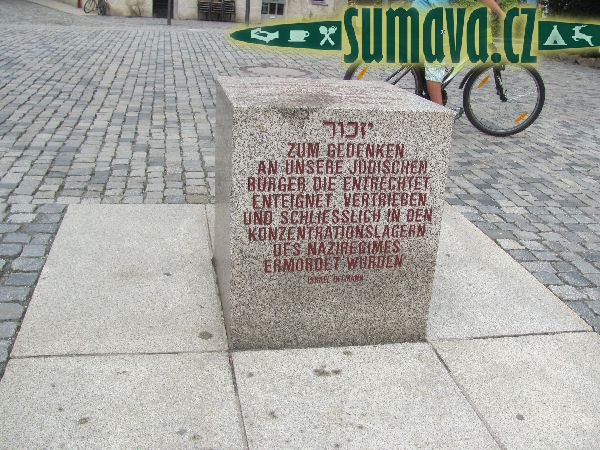 sumava.cz
יזכור
ZUM GEDENKEN
AN UNSERE JÜDISCHEN
BÜRGER DIE ENTRECHTET,
ENTEIGNET, VERTRIEBEN
UND SCHLIESSLICH IN DEN
KONZENTRATIONSLAGERN
DES NAZIREGIMES
ERMORDET WURDEN